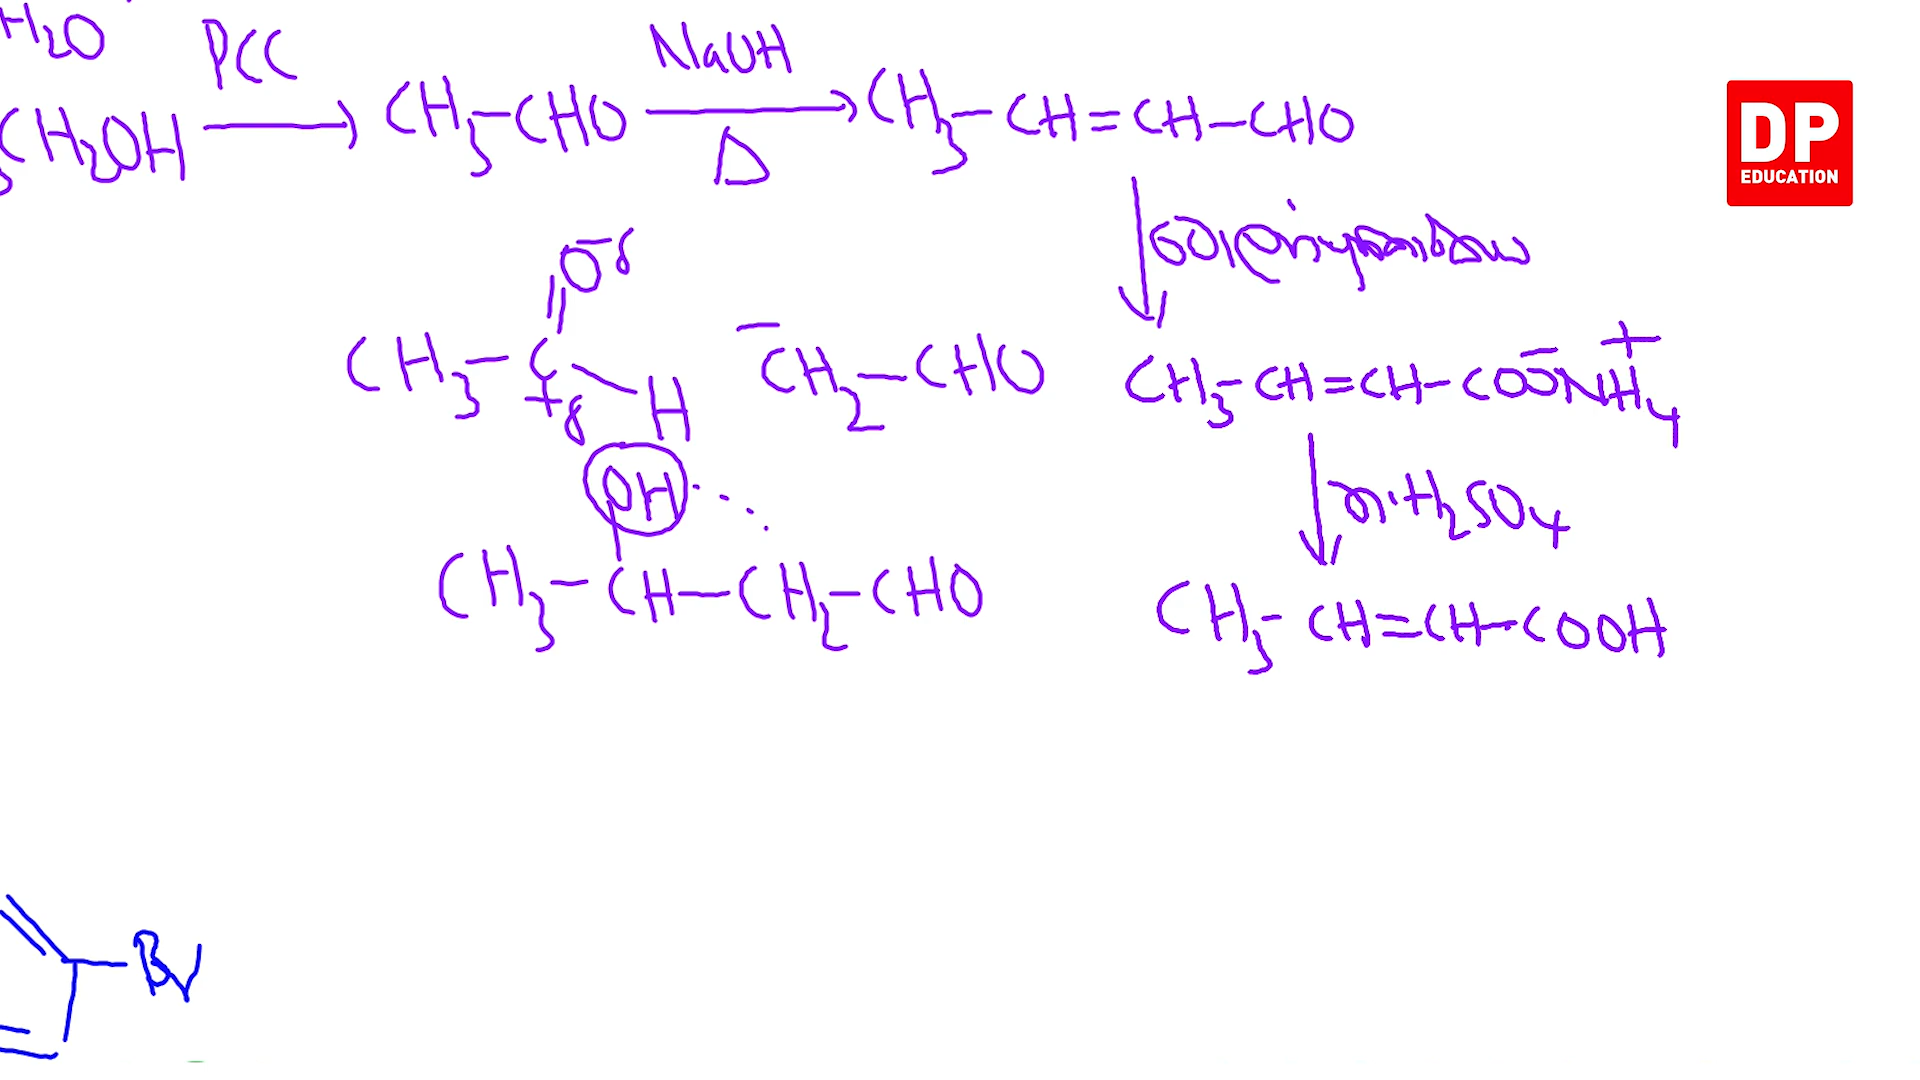 H₂O PCC NaOH
CH₂OH → CH₃-CHO → CH₃-CH=CH-CHO
Δ
DP
EDUCATION
O⁻δ
CH₃-C-H ⁻CH₂-CHO
+δ
CH₃-CH=CH-COO⁻NH₄⁺
OH
H₂SO₄
CH₃-CH-CH₂-CHO
CH₃-CH=CH-COOH
Br